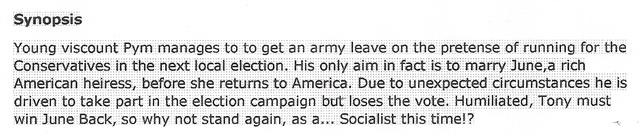 Synopsis
Young viscount Pym manages to to get an army leave on the pretense of running for the
Conservatives in the next local election. His only aim in fact is to marry June,a rich
American heiress, before she returns to America. Due to unexpected circumstances he is
driven to take part in the election campaign but loses the vote. Humiliated, Tony must
win June Back, so why not stand again, as a... Socialist this time!?